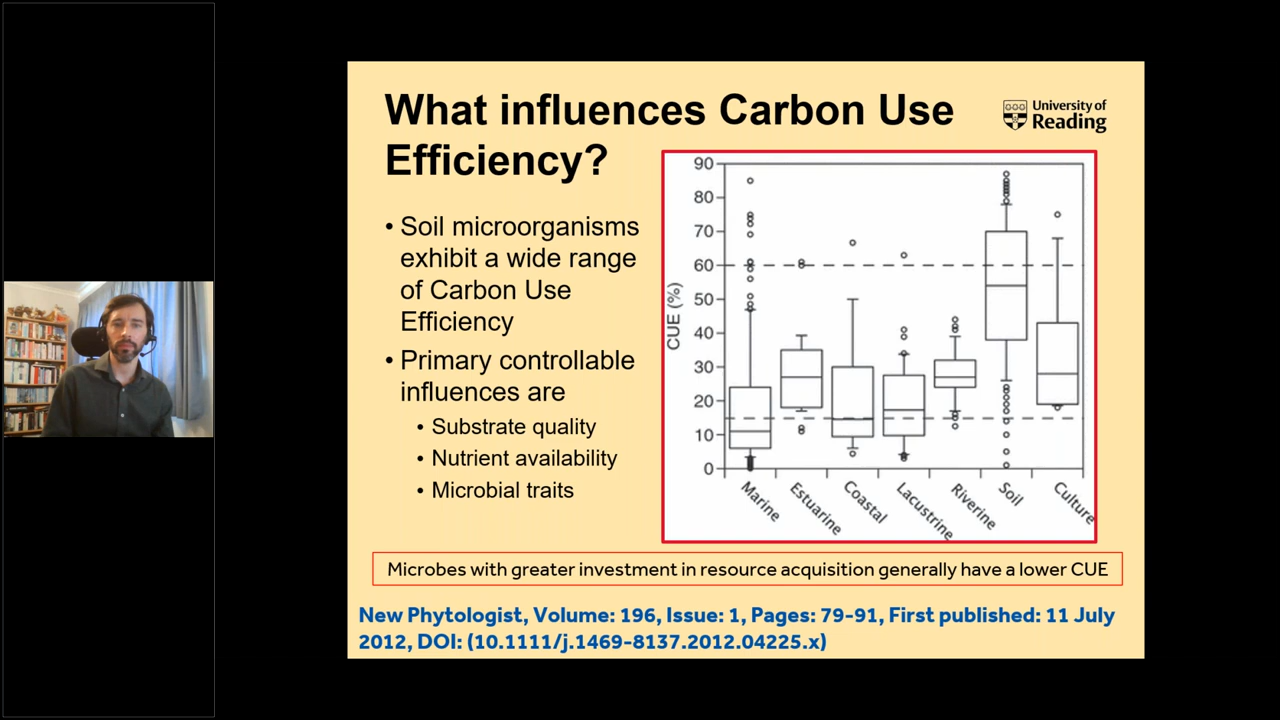 What influences Carbon Use
Efficiency?
University of
Reading
• Soil microorganisms
exhibit a wide range
of Carbon Use
Efficiency
• Primary controllable
influences are
• Substrate quality
• Nutrient availability
• Microbial traits
90
80
70
60
50
40
30
20
10
0
CUE (%)
Marine
Estuarine
Coastal
Lacustrine
Riverine
Soil
Culture
Microbes with greater investment in resource acquisition generally have a lower CUE
New Phytologist, Volume: 196, Issue: 1, Pages: 79-91, First published: 11 July
2012, DOI: (10.1111/j.1469-8137.2012.04225.x)